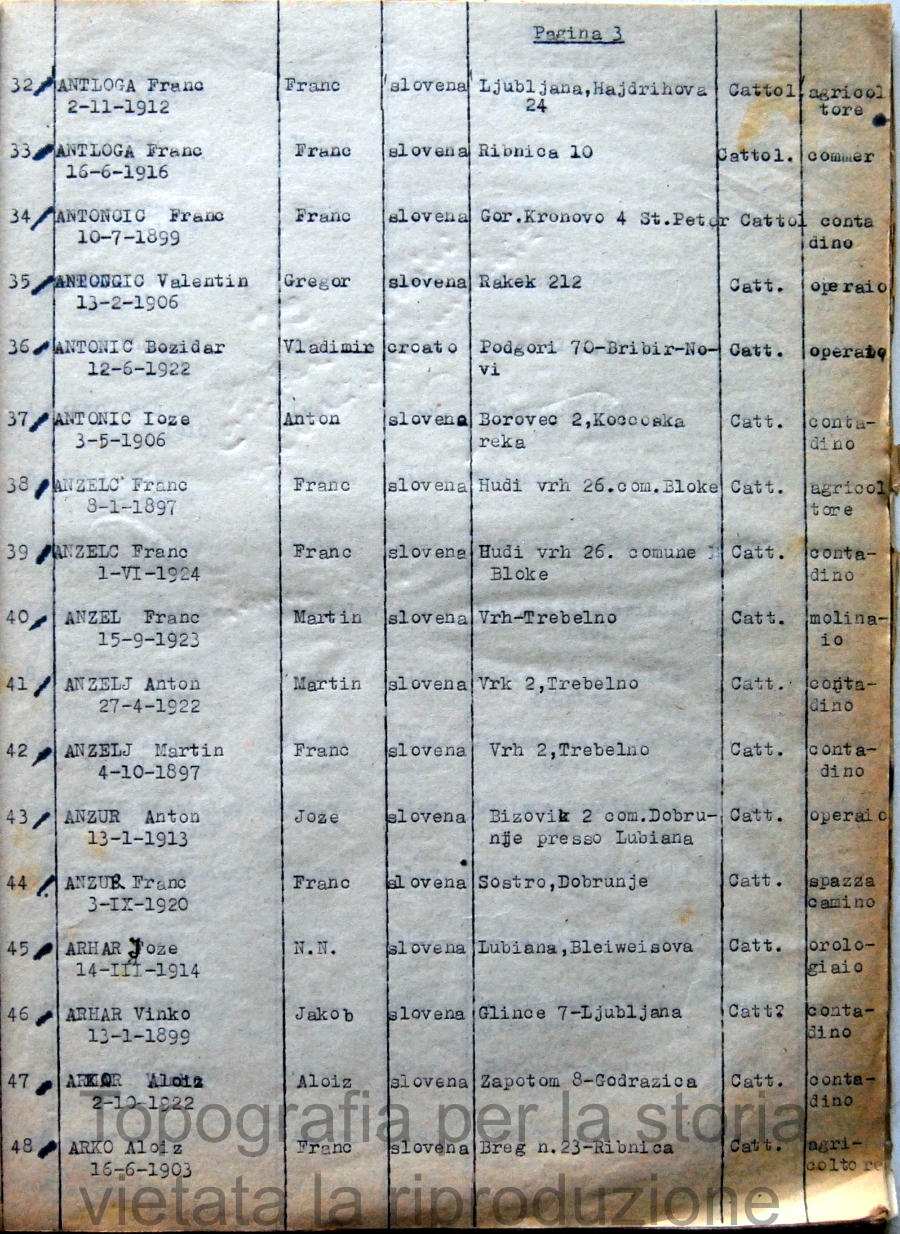 Pagina 3
32 ANTLOGA Franc Franc slovena Ljubljana,Hajdrihova Cattol agricol
2-11-1912 24 tore
33 ANTLOGA Franc Franc slovena Ribnica 10 Cattol. commer
16-6-1916
34 ANTONCIC Franc Franc slovena Gor.Kronovo 4 St.Peter Cattol conta
10-7-1899 dino
35 ANTONCIC Valentin Gregor slovena Rakek 212 Catt. operaio
13-2-1906
36 ANTONIC Bozidar Vladimir croato Podgori 70-Bribir-No- Catt. operaio
12-6-1922 vi
37 ANTONIC Ioze Anton slovena Borovec 2,Koccoska Catt. conta-
3-5-1906 reka dino
38 ANZELC Franc Franc slovena Hudi vrh 26.com.Bloke Catt. agricol
8-1-1897 tore
39 ANZELC Franc Franc slovena Hudi vrh 26. comune Catt. conta-
1-VI-1924 Bloke dino
40 ANZEL Franc Martin slovena Vrh-Trebelno Catt. molina-
15-9-1923 io
41 ANZELJ Anton Martin slovena Vrk 2,Trebelno Catt. conta-
27-4-1922 dino
42 ANZELJ Martin Franc slovena Vrh 2,Trebelno Catt. conta-
4-10-1897 dino
43 ANZUR Anton Joze slovena Bizovik 2 com.Dobru- Catt. operaio
13-1-1913 nje presso Lubiana
44 ANZUR Franc Franc slovena Sostro,Dobrunje Catt. spazza
3-IX-1920 camino
45 ARHAR Joze N.N. slovena Lubiana,Bleiweisova Catt. orolo-
14-III-1914 giaio
46 ARHAR Vinko Jakob slovena Glince 7-Ljubljana Catt? conta-
13-1-1899 dino
47 Aloiz Aloiz slovena Zapotom 8-Godrazica Catt. conta-
2-10-1922 dino
48 ARKO Aloiz Franc slovena Breg n.23-Ribnica Catt. agri-
16-6-1903 coltore
Topografia per la storia
vietata la riproduzione